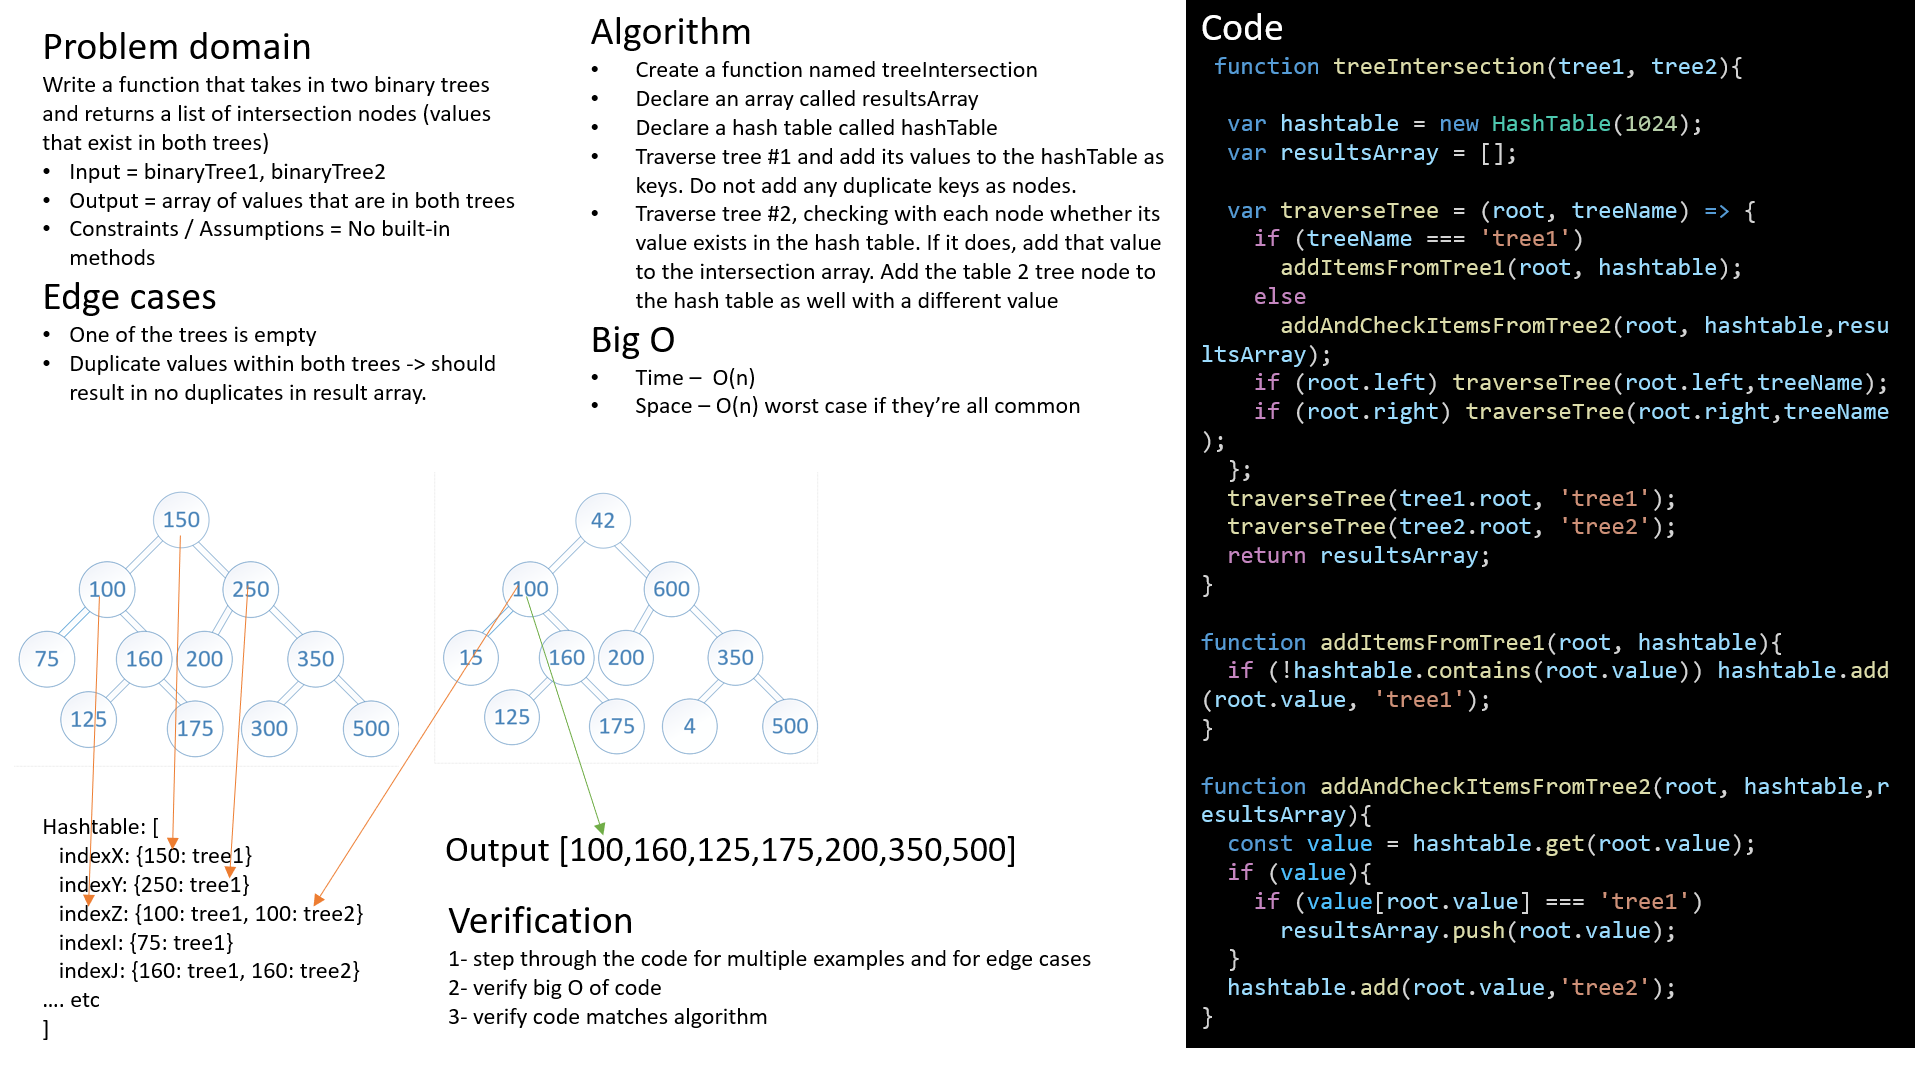 Problem domain
Write a function that takes in two binary trees
and returns a list of intersection nodes (values
that exist in both trees)
• Input = binaryTree1, binaryTree2
• Output = array of values that are in both trees
• Constraints / Assumptions = No built-in
methods
Edge cases
• One of the trees is empty
• Duplicate values within both trees -> should
result in no duplicates in result array.
Algorithm
• Create a function named treeIntersection
• Declare an array called resultsArray
• Declare a hash table called hashTable
• Traverse tree #1 and add its values to the hashTable as
keys. Do not add any duplicate keys as nodes.
• Traverse tree #2, checking with each node whether its
value exists in the hash table. If it does, add that value
to the intersection array. Add the table 2 tree node to
the hash table as well with a different value
Big O
• Time – O(n)
• Space – O(n) worst case if they're all common
150
100 250
75 160 200 350
125 175 300 500
42
100 600
15 160 200 350
125 175 4 500
Hashtable: [
indexX: {150: tree1}
indexY: {250: tree1}
indexZ: {100: tree1, 100: tree2}
indexI: {75: tree1}
indexJ: {160: tree1, 160: tree2}
.... etc
]
Output [100,160,125,175,200,350,500]
Verification
1- step through the code for multiple examples and for edge cases
2- verify big O of code
3- verify code matches algorithm
Code
function treeIntersection(tree1, tree2){
var hashtable = new HashTable(1024);
var resultsArray = [];
var traverseTree = (root, treeName) => {
if (treeName === 'tree1')
addItemsFromTree1(root, hashtable);
else
addAndCheckItemsFromTree2(root, hashtable,resu
ltsArray);
if (root.left) traverseTree(root.left,treeName);
if (root.right) traverseTree(root.right,treeName
);
};
traverseTree(tree1.root, 'tree1');
traverseTree(tree2.root, 'tree2');
return resultsArray;
}
function addItemsFromTree1(root, hashtable){
if (!hashtable.contains(root.value)) hashtable.add
(root.value, 'tree1');
}
function addAndCheckItemsFromTree2(root, hashtable,r
esultsArray){
const value = hashtable.get(root.value);
if (value){
if (value[root.value] === 'tree1')
resultsArray.push(root.value);
}
hashtable.add(root.value,'tree2');
}